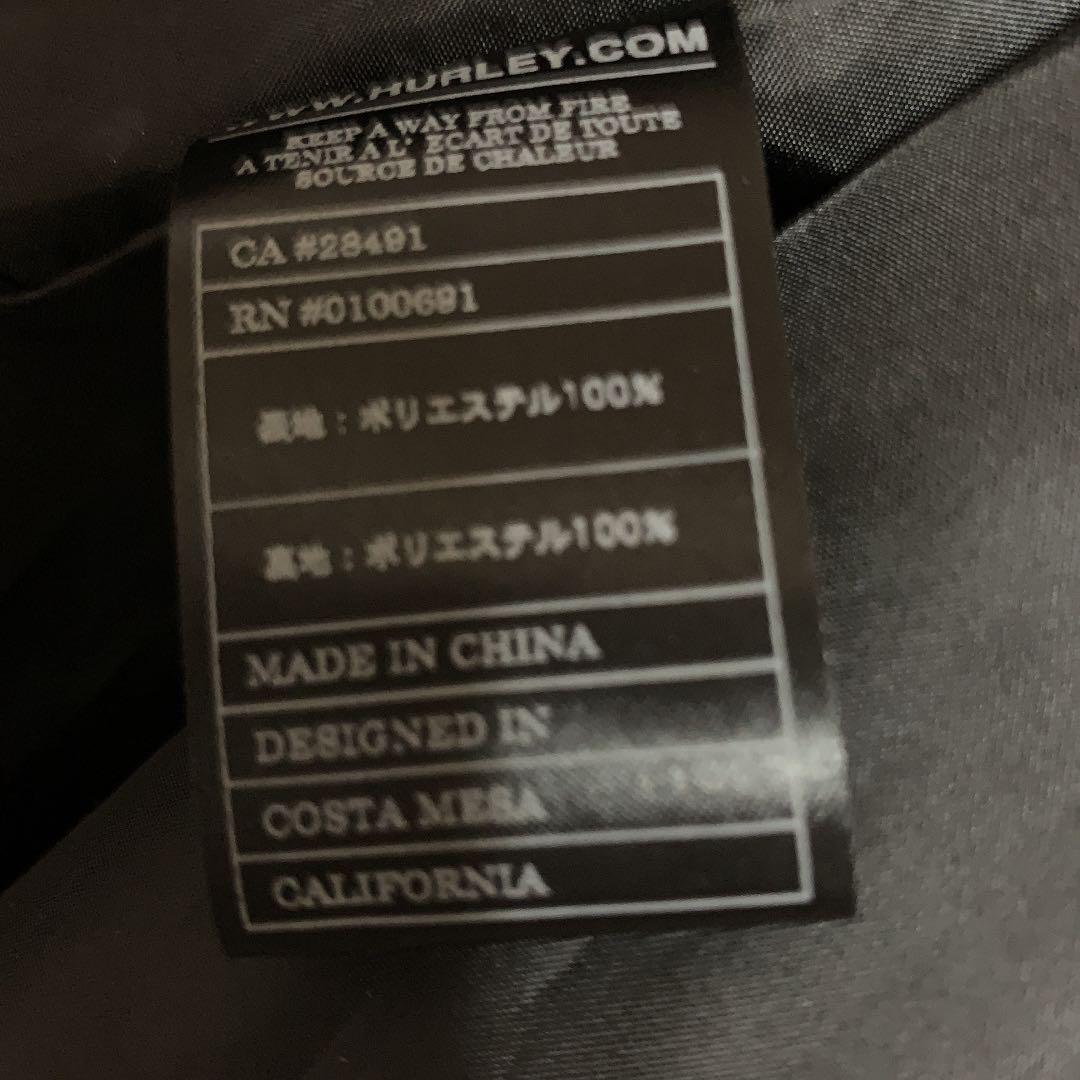 WWW.HURLEY.COM
KEEP A WAY FROM FIRE
A TENIR A L' ECART DE TOUTE
SOURCE DE CHALEUR
CA #28491
RN #0100691
表地：ポリエステル100%
裏地：ポリエステル100%
MADE IN CHINA
DESIGNED IN
COSTA MESA
CALIFORNIA